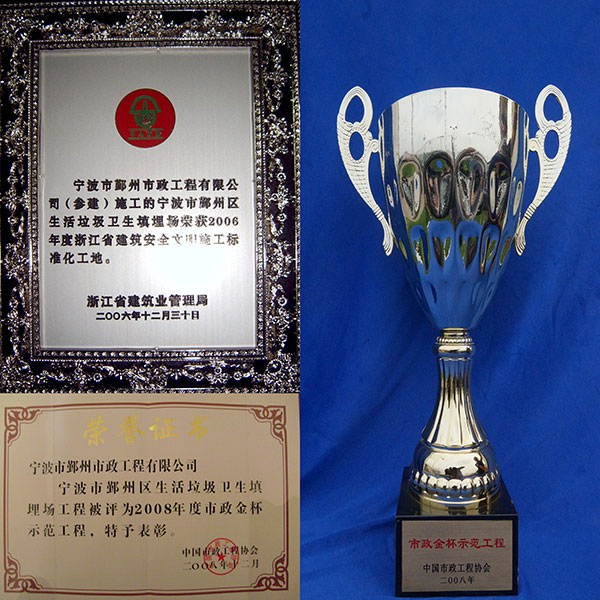 宁波市鄞州市政工程有限公
司（参建）施工的宁波市鄞州区
生活垃圾卫生填埋场荣获2006
年度浙江省建筑安全文明施工标
准化工地。
浙江省建筑业管理局
二〇〇六年十二月三十日
荣誉证书
宁波市鄞州市政工程有限公司
宁波市鄞州区生活垃圾卫生填
埋场工程被评为2008年度市政金杯
示范工程，特予表彰。
中国市政工程协会
二〇〇八年十二月
市政金杯示范工程
中国市政工程协会
二〇〇八年